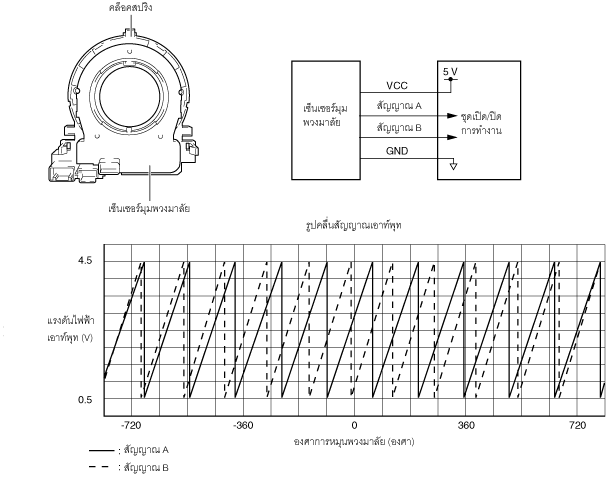 คล็อคสปริง
เซ็นเซอร์มุมพวงมาลัย
เซ็นเซอร์มุม
พวงมาลัย
VCC
สัญญาณ A
สัญญาณ B
GND
5 V
ชุดเปิด/ปิด
การทำงาน
รูปคลื่นสัญญาณเอาท์พุท
4.5
แรงดันไฟฟ้า
เอาท์พุท (V)
0.5
-720 -360 0 360 720
องศาการหมุนพวงมาลัย (องศา)
: สัญญาณ A
: สัญญาณ B